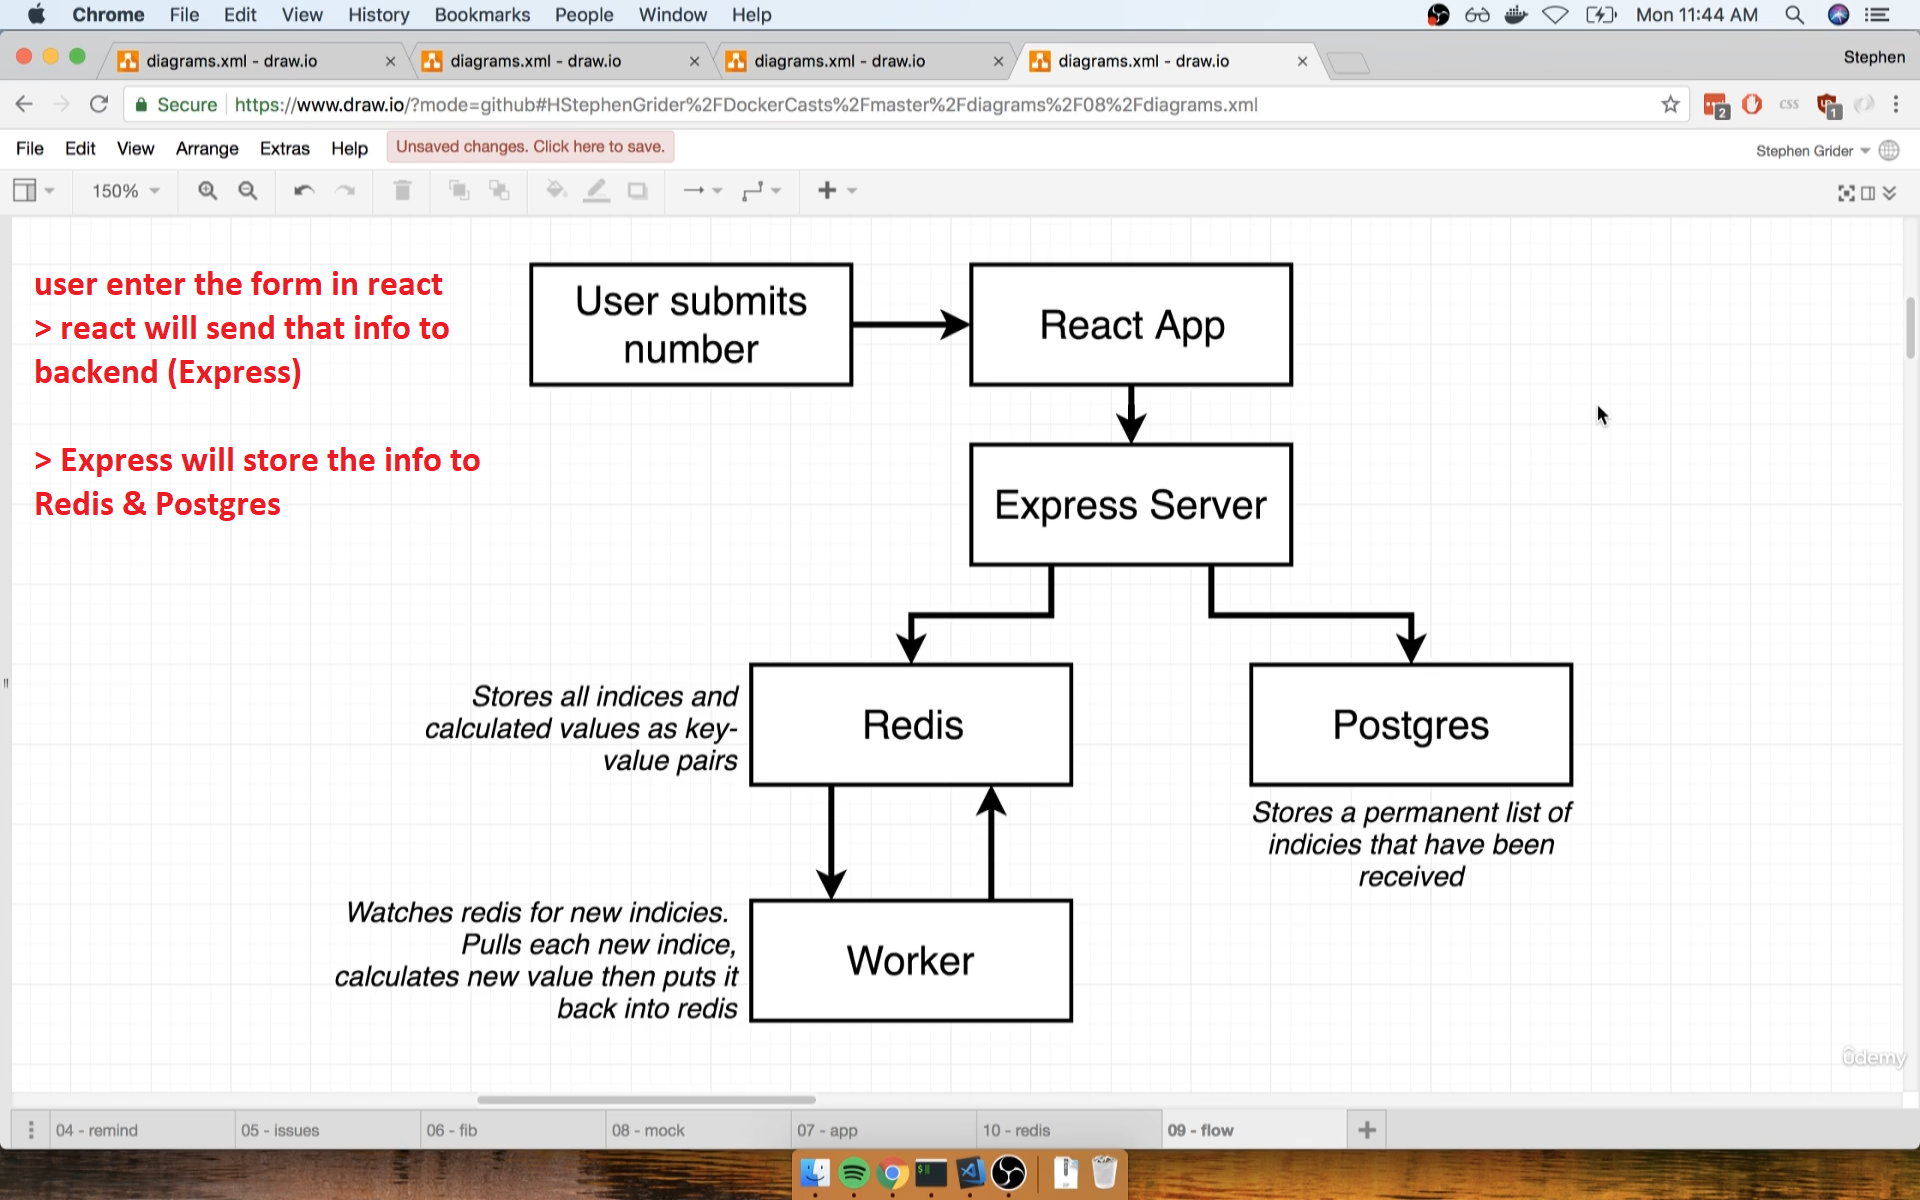 Chrome File Edit View History Bookmarks People Window Help Mon 11:44 AM
diagrams.xml - draw.io diagrams.xml - draw.io diagrams.xml - draw.io diagrams.xml - draw.io Stephen
Secure https://www.draw.io/?mode=github#HStephenGrider%2FDockerCasts%2Fmaster%2Fdiagrams%2F08%2Fdiagrams.xml 2 CSS 1
File Edit View Arrange Extras Help Unsaved changes. Click here to save. Stephen Grider
150%
user enter the form in react
> react will send that info to
backend (Express)
> Express will store the info to
Redis & Postgres
User submits
number
React App
Express Server
Stores all indices and
calculated values as key-
value pairs
Redis
Postgres
Stores a permanent list of
indicies that have been
received
Watches redis for new indicies.
Pulls each new indice,
calculates new value then puts it
back into redis
Worker
ûdemy
04 - remind 05 - issues 06 - fib 08 - mock 07 - app 10 - redis 09 - flow